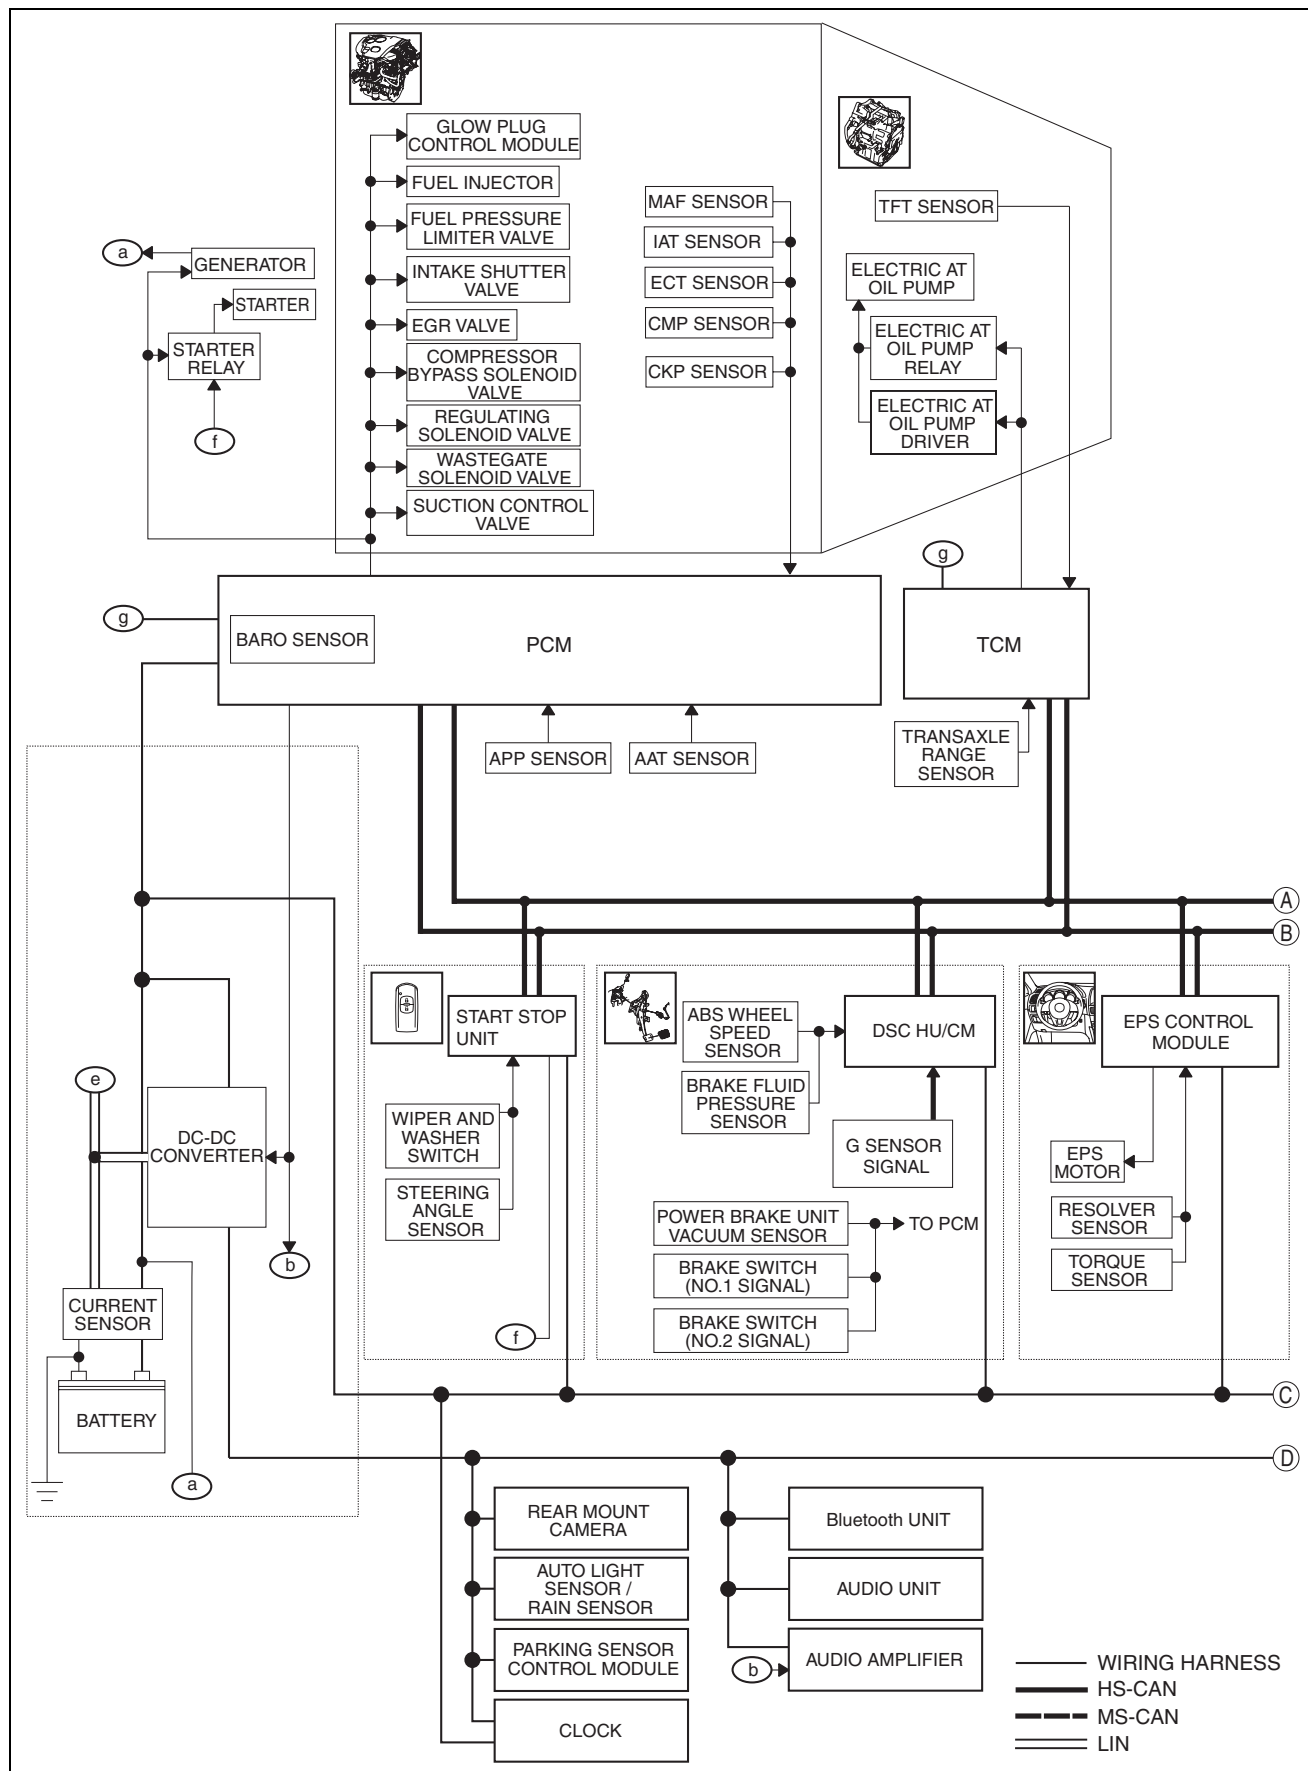 GLOW PLUG
CONTROL MODULE
FUEL INJECTOR
FUEL PRESSURE
LIMITER VALVE
INTAKE SHUTTER
VALVE
EGR VALVE
COMPRESSOR
BYPASS SOLENOID
VALVE
REGULATING
SOLENOID VALVE
WASTEGATE
SOLENOID VALVE
SUCTION CONTROL
VALVE
a
GENERATOR
STARTER
STARTER
RELAY
f
MAF SENSOR
IAT SENSOR
ECT SENSOR
CMP SENSOR
CKP SENSOR
TFT SENSOR
ELECTRIC AT
OIL PUMP
ELECTRIC AT
OIL PUMP
RELAY
ELECTRIC AT
OIL PUMP
DRIVER
g
g
BARO SENSOR
PCM
TCM
APP SENSOR
AAT SENSOR
TRANSAXLE
RANGE
SENSOR
A
B
START STOP
UNIT
WIPER AND
WASHER
SWITCH
STEERING
ANGLE
SENSOR
f
ABS WHEEL
SPEED
SENSOR
BRAKE FLUID
PRESSURE
SENSOR
DSC HU/CM
G SENSOR
SIGNAL
POWER BRAKE UNIT
VACUUM SENSOR
TO PCM
BRAKE SWITCH
(NO.1 SIGNAL)
BRAKE SWITCH
(NO.2 SIGNAL)
EPS CONTROL
MODULE
EPS
MOTOR
RESOLVER
SENSOR
TORQUE
SENSOR
e
DC-DC
CONVERTER
b
CURRENT
SENSOR
BATTERY
a
C
D
REAR MOUNT
CAMERA
AUTO LIGHT
SENSOR /
RAIN SENSOR
PARKING SENSOR
CONTROL MODULE
CLOCK
Bluetooth UNIT
AUDIO UNIT
b
AUDIO AMPLIFIER
WIRING HARNESS
HS-CAN
MS-CAN
LIN